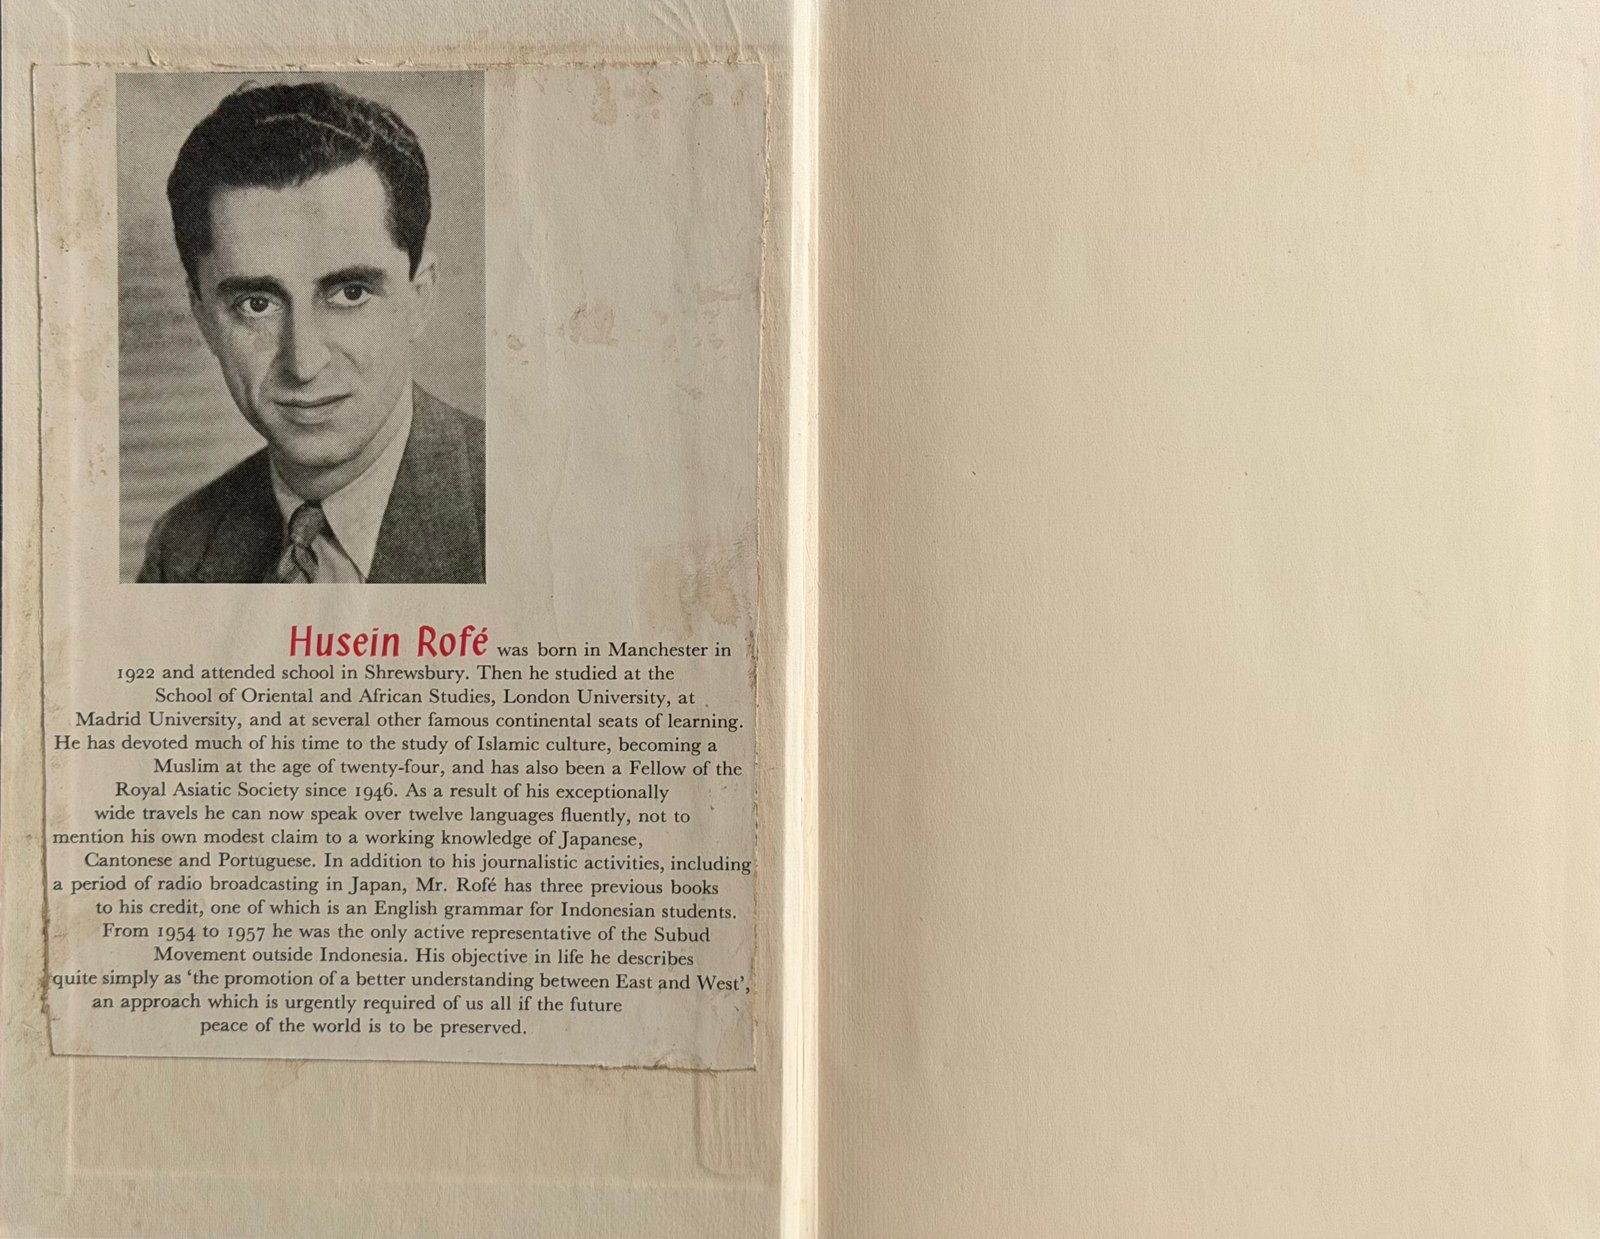 Husein Rofé was born in Manchester in
1922 and attended school in Shrewsbury. Then he studied at the
School of Oriental and African Studies, London University, at
Madrid University, and at several other famous continental seats of learning.
He has devoted much of his time to the study of Islamic culture, becoming a
Muslim at the age of twenty-four, and has also been a Fellow of the
Royal Asiatic Society since 1946. As a result of his exceptionally
wide travels he can now speak over twelve languages fluently, not to
mention his own modest claim to a working knowledge of Japanese,
Cantonese and Portuguese. In addition to his journalistic activities, including
a period of radio broadcasting in Japan, Mr. Rofé has three previous books
to his credit, one of which is an English grammar for Indonesian students.
From 1954 to 1957 he was the only active representative of the Subud
Movement outside Indonesia. His objective in life he describes
quite simply as ‘the promotion of a better understanding between East and West’,
an approach which is urgently required of us all if the future
peace of the world is to be preserved.